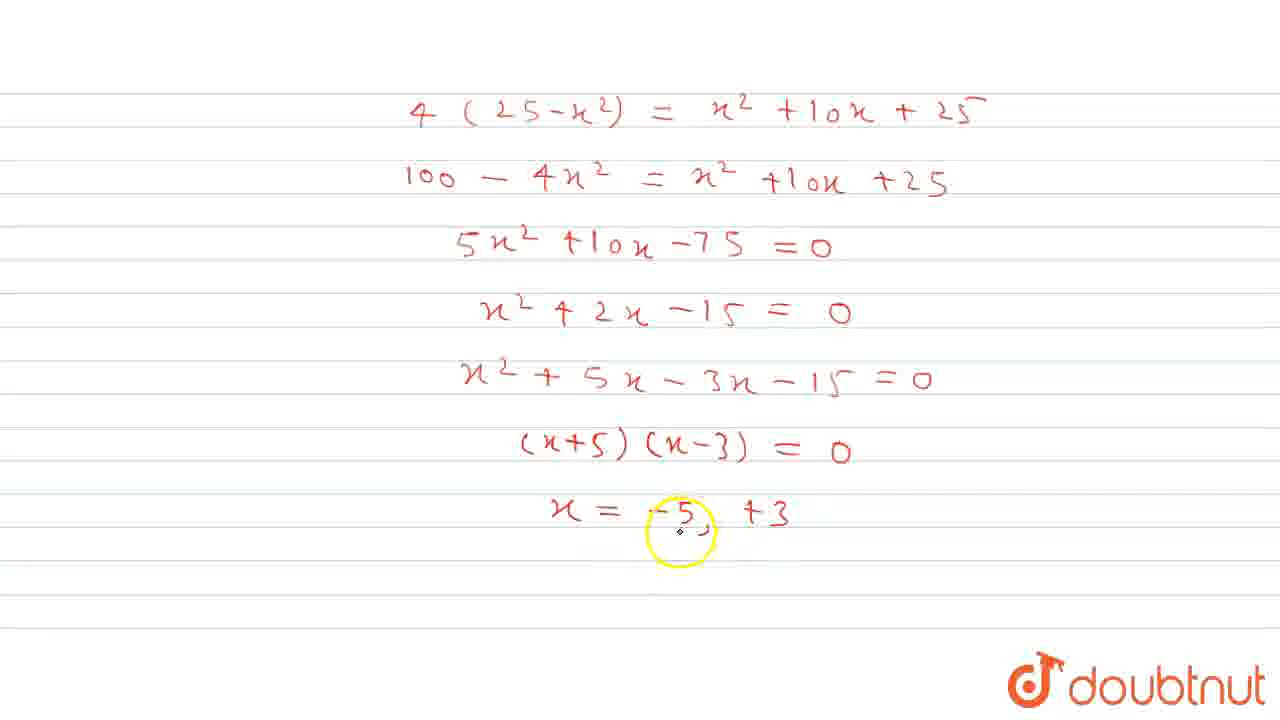 4 (25-x²) = x² +10x + 25
100 - 4x² = x² +10x +25
5x² +10x -75 =0
x² + 2x -15 = 0
x² + 5x - 3x - 15 =0
(x+5) (x-3) = 0
x = -5, +3
doubtnut